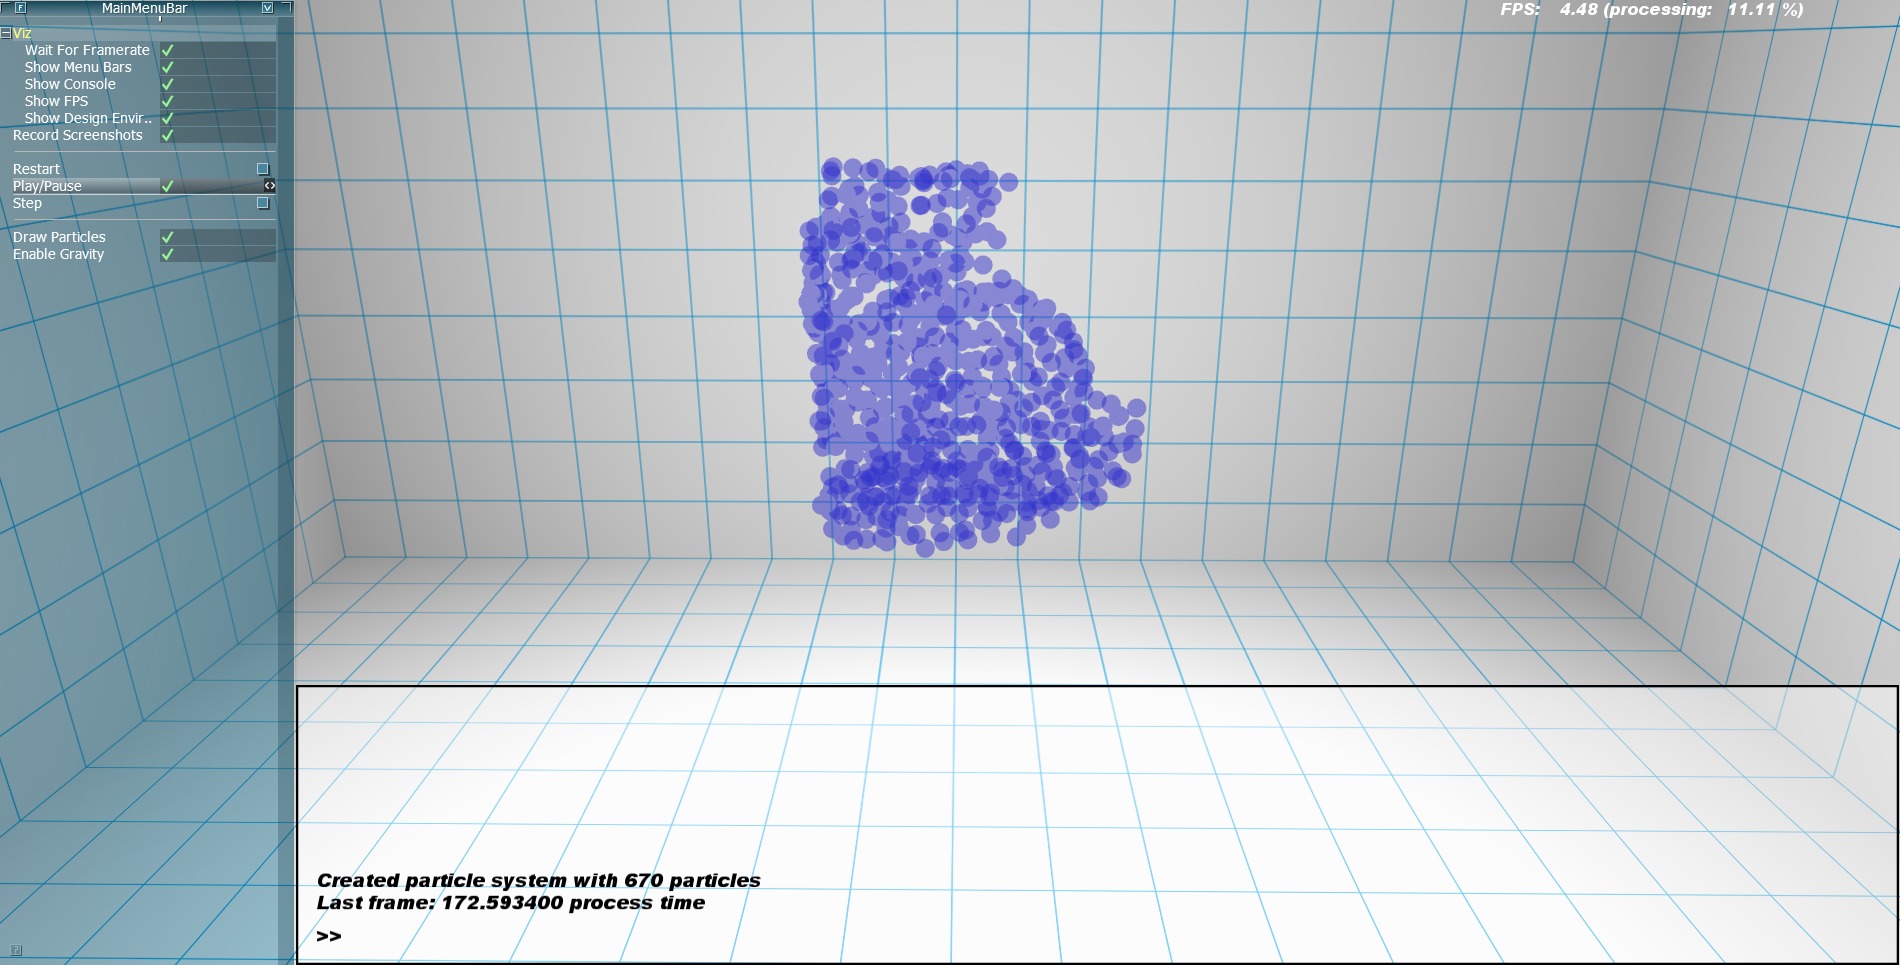 MainMenuBar
FPS: 4.48 (processing: 11.11 %)
Viz
Wait For Framerate
Show Menu Bars
Show Console
Show FPS
Show Design Envir..
Record Screenshots
Restart
Play/Pause
Step
Draw Particles
Enable Gravity
Created particle system with 670 particles
Last frame: 172.593400 process time
>>